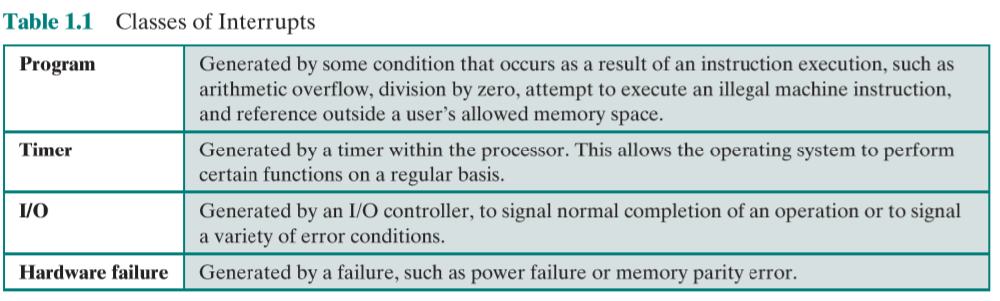 Table 1.1 Classes of Interrupts
Program
Generated by some condition that occurs as a result of an instruction execution, such as
arithmetic overflow, division by zero, attempt to execute an illegal machine instruction,
and reference outside a user’s allowed memory space.
Timer
Generated by a timer within the processor. This allows the operating system to perform
certain functions on a regular basis.
I/O
Generated by an I/O controller, to signal normal completion of an operation or to signal
a variety of error conditions.
Hardware failure
Generated by a failure, such as power failure or memory parity error.